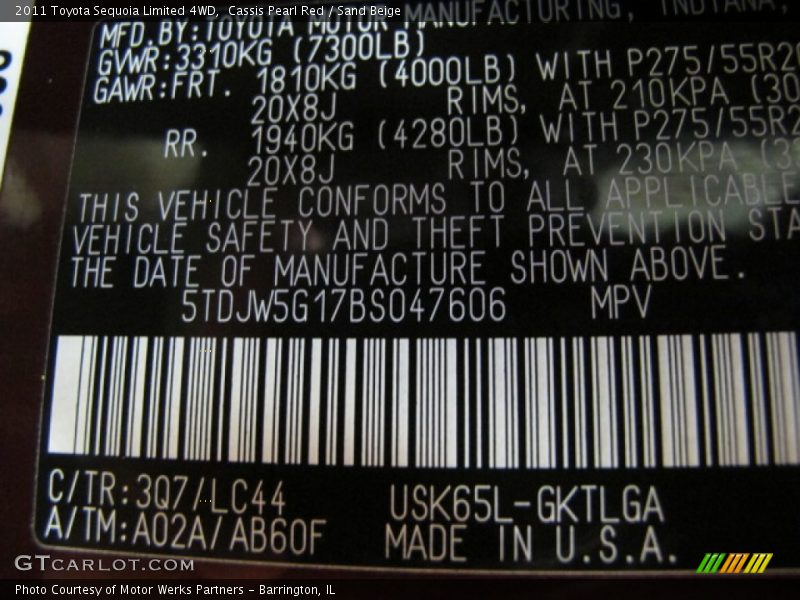 2011 Toyota Sequoia Limited 4WD, Cassis Pearl Red / Sand Beige
MFD.BY:TOYOTA MOTOR MANUFACTURING, INDIANA,
GVWR:3310KG (7300LB)
GAWR:FRT. 1810KG (4000LB) WITH P275/55R20
20X8J RIMS, AT 210KPA (30
RR. 1940KG (4280LB) WITH P275/55R2
20X8J RIMS, AT 230KPA (33
THIS VEHICLE CONFORMS TO ALL APPLICABLE
VEHICLE SAFETY AND THEFT PREVENTION STA
THE DATE OF MANUFACTURE SHOWN ABOVE.
5TDJW5G17BS047606 MPV
C/TR:3Q7/LC44 USK65L-GKTLGA
A/TM:A02A/AB60F MADE IN U.S.A.
GTCARLOT.COM
Photo Courtesy of Motor Werks Partners - Barrington, IL